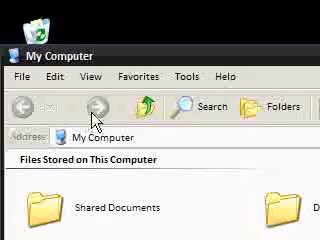 My Computer
File Edit View Favorites Tools Help
Back Search Folders
Address My Computer
Files Stored on This Computer
Shared Documents D